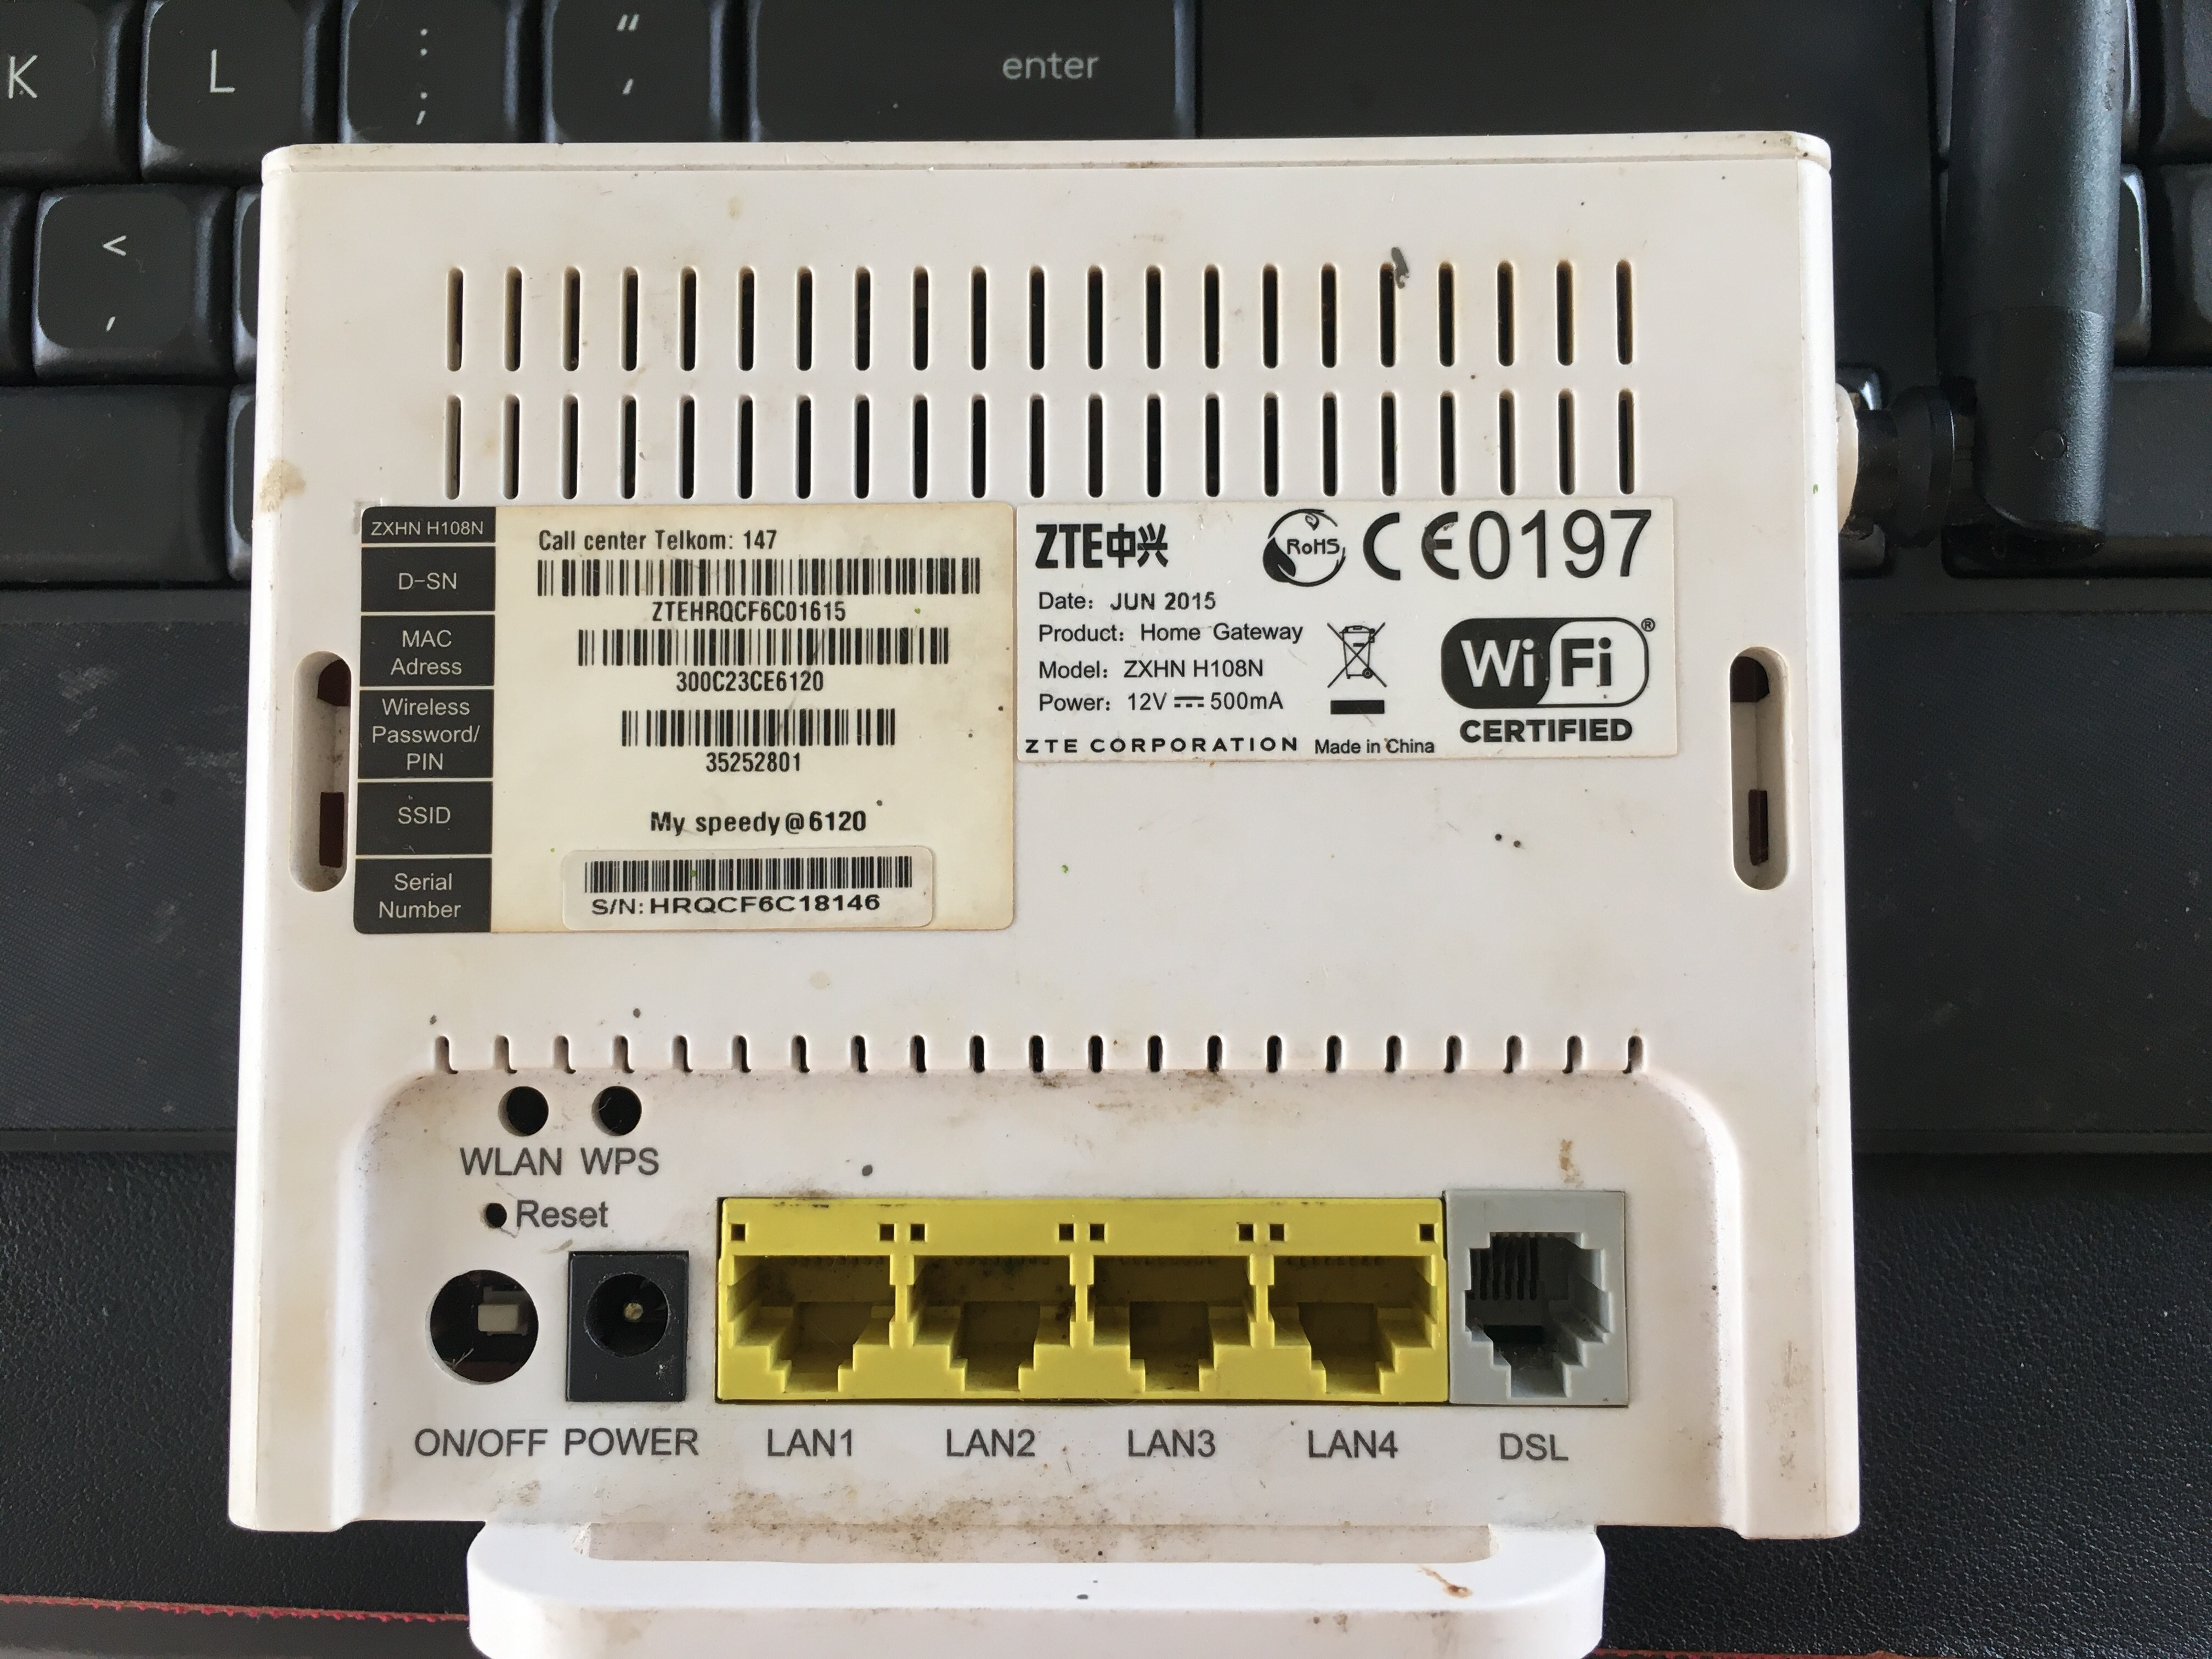 K
L
:
;
"
'
enter
<
,
ZXHN H108N
Call center Telkom: 147
D-SN
ZTEHRQCF6C01615
MAC
Adress
300C23CE6120
Wireless
Password/
PIN
35252801
SSID
My speedy@6120
Serial
Number
S/N: HRQCF6C18146
ZTE中兴
RoHS
CE0197
Date: JUN 2015
Product: Home Gateway
Model: ZXHN H108N
Power: 12V ⎓ 500mA
WiFi®
CERTIFIED
ZTE CORPORATION Made in China
WLAN WPS
Reset
ON/OFF POWER LAN1 LAN2 LAN3 LAN4 DSL